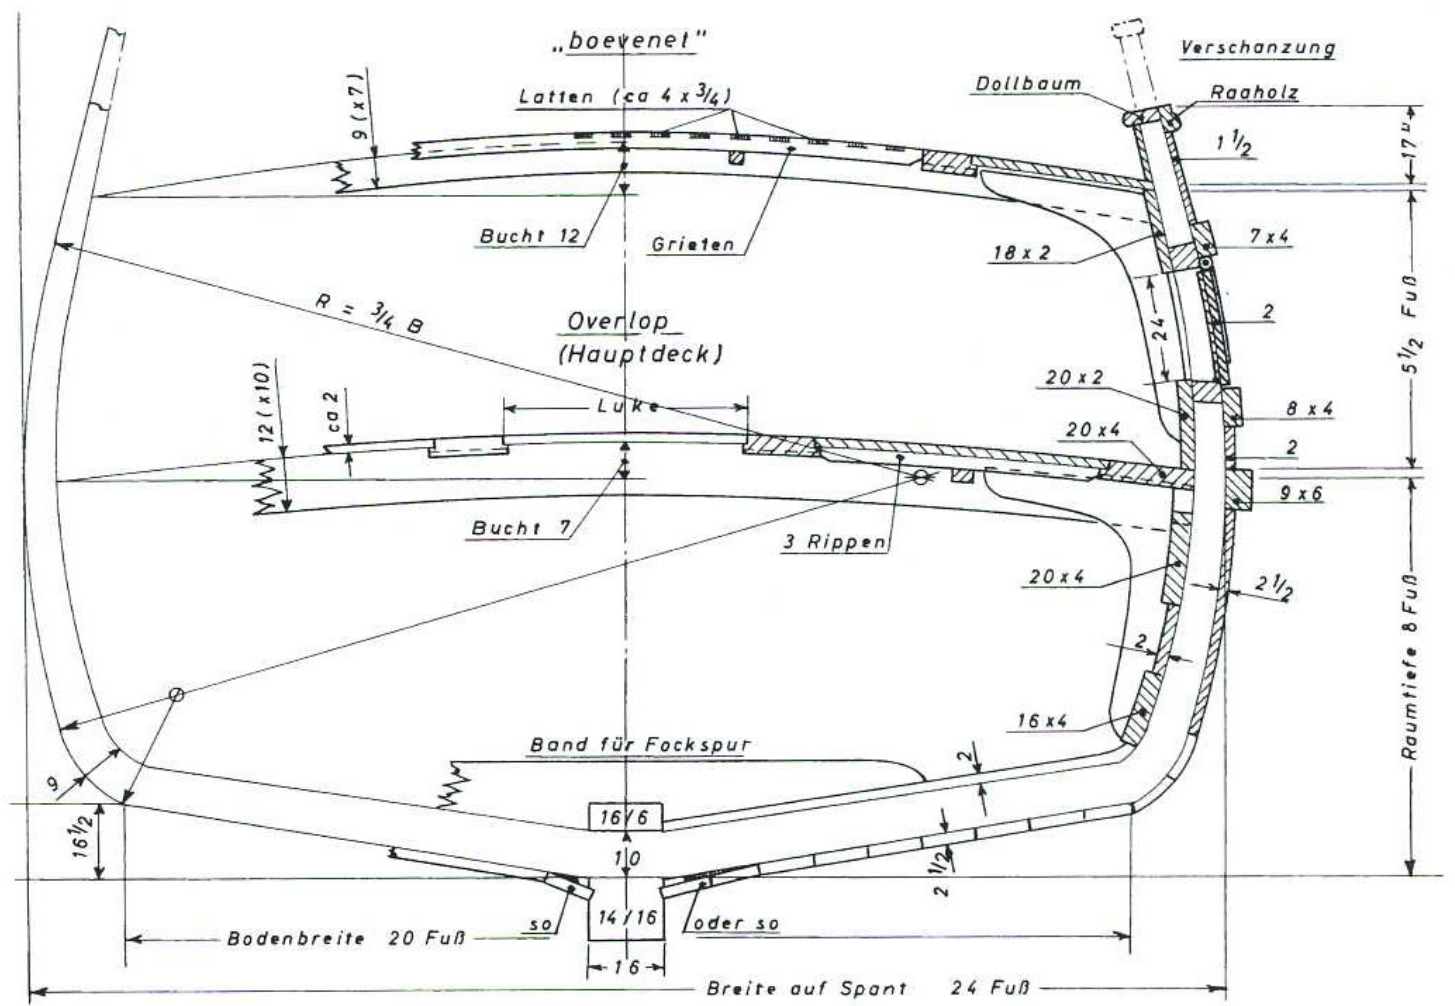 „boevenet"
Verschanzung
Dollbaum
Raaholz
Latten (ca 4 x 3/4)
9 (x 7)
1 1/2
17"
Bucht 12
Grieten
18 x 2
7 x 4
R = 3/4 B
Overlop
(Hauptdeck)
24
2
5 1/2 Fuß
12 (x10)
ca 2
Luke
20 x 2
8 x 4
20 x 4
2
9 x 6
Bucht 7
3 Rippen
20 x 4
2 1/2
2
16 x 4
Raumtiefe 8 Fuß
Band für Fockspur
2
9
16 1/2
16/6
10
2 1/2
so
14/16
oder so
Bodenbreite 20 Fuß
16
Breite auf Spant 24 Fuß